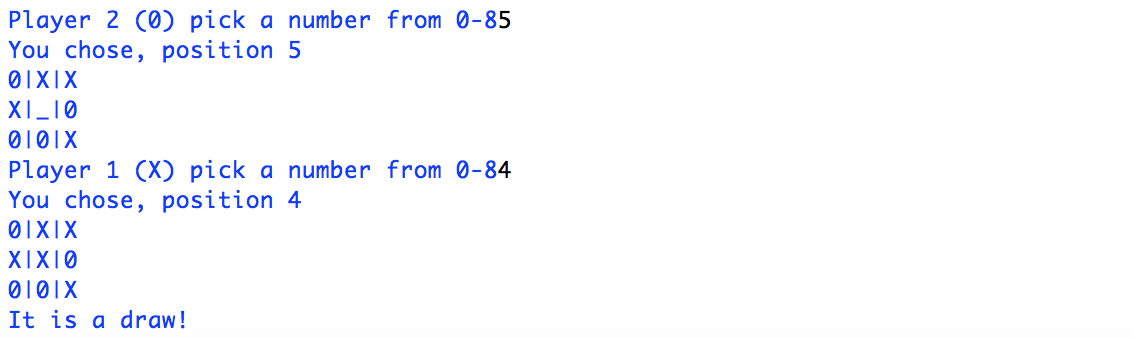 Player 2 (0) pick a number from 0-85
You chose, position 5
0|X|X
X|_|0
0|0|X
Player 1 (X) pick a number from 0-84
You chose, position 4
0|X|X
X|X|0
0|0|X
It is a draw!